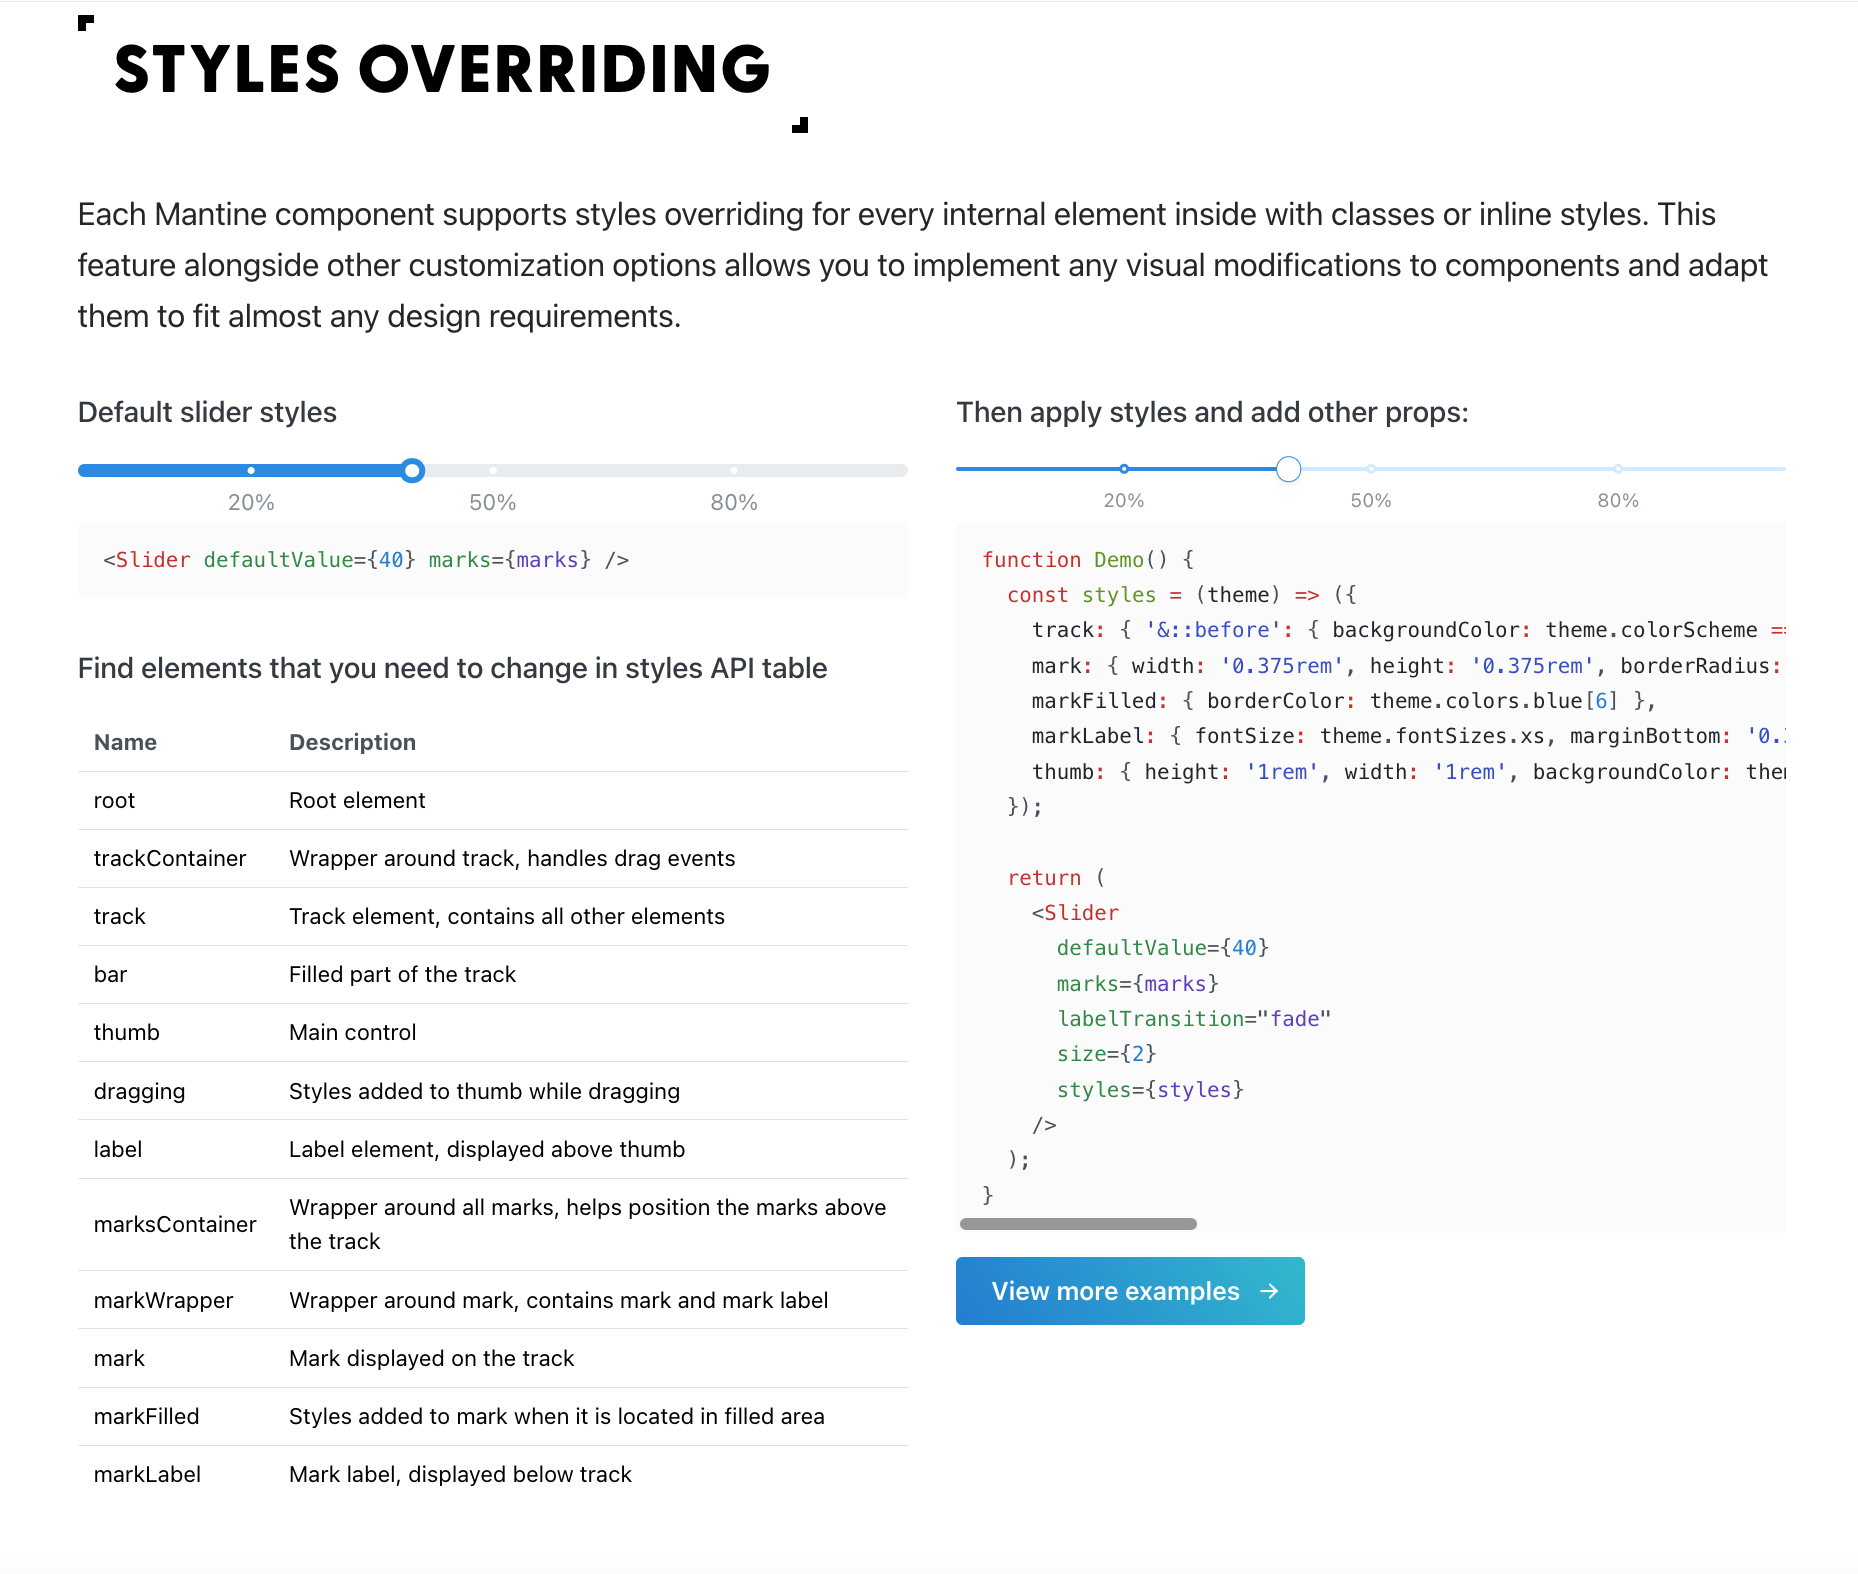 STYLES OVERRIDING
Each Mantine component supports styles overriding for every internal element inside with classes or inline styles. This
feature alongside other customization options allows you to implement any visual modifications to components and adapt
them to fit almost any design requirements.
Default slider styles
20% 50% 80%
<Slider defaultValue={40} marks={marks} />
Find elements that you need to change in styles API table
Name Description
root Root element
trackContainer Wrapper around track, handles drag events
track Track element, contains all other elements
bar Filled part of the track
thumb Main control
dragging Styles added to thumb while dragging
label Label element, displayed above thumb
marksContainer Wrapper around all marks, helps position the marks above
the track
markWrapper Wrapper around mark, contains mark and mark label
mark Mark displayed on the track
markFilled Styles added to mark when it is located in filled area
markLabel Mark label, displayed below track
Then apply styles and add other props:
20% 50% 80%
function Demo() {
const styles = (theme) => ({
track: { '&::before': { backgroundColor: theme.colorScheme
mark: { width: '0.375rem', height: '0.375rem', borderRadius:
markFilled: { borderColor: theme.colors.blue[6] },
markLabel: { fontSize: theme.fontSizes.xs, marginBottom: '0.
thumb: { height: '1rem', width: '1rem', backgroundColor:
});
return (
<Slider
defaultValue={40}
marks={marks}
labelTransition="fade"
size={2}
styles={styles}
/>
);
}
View more examples →